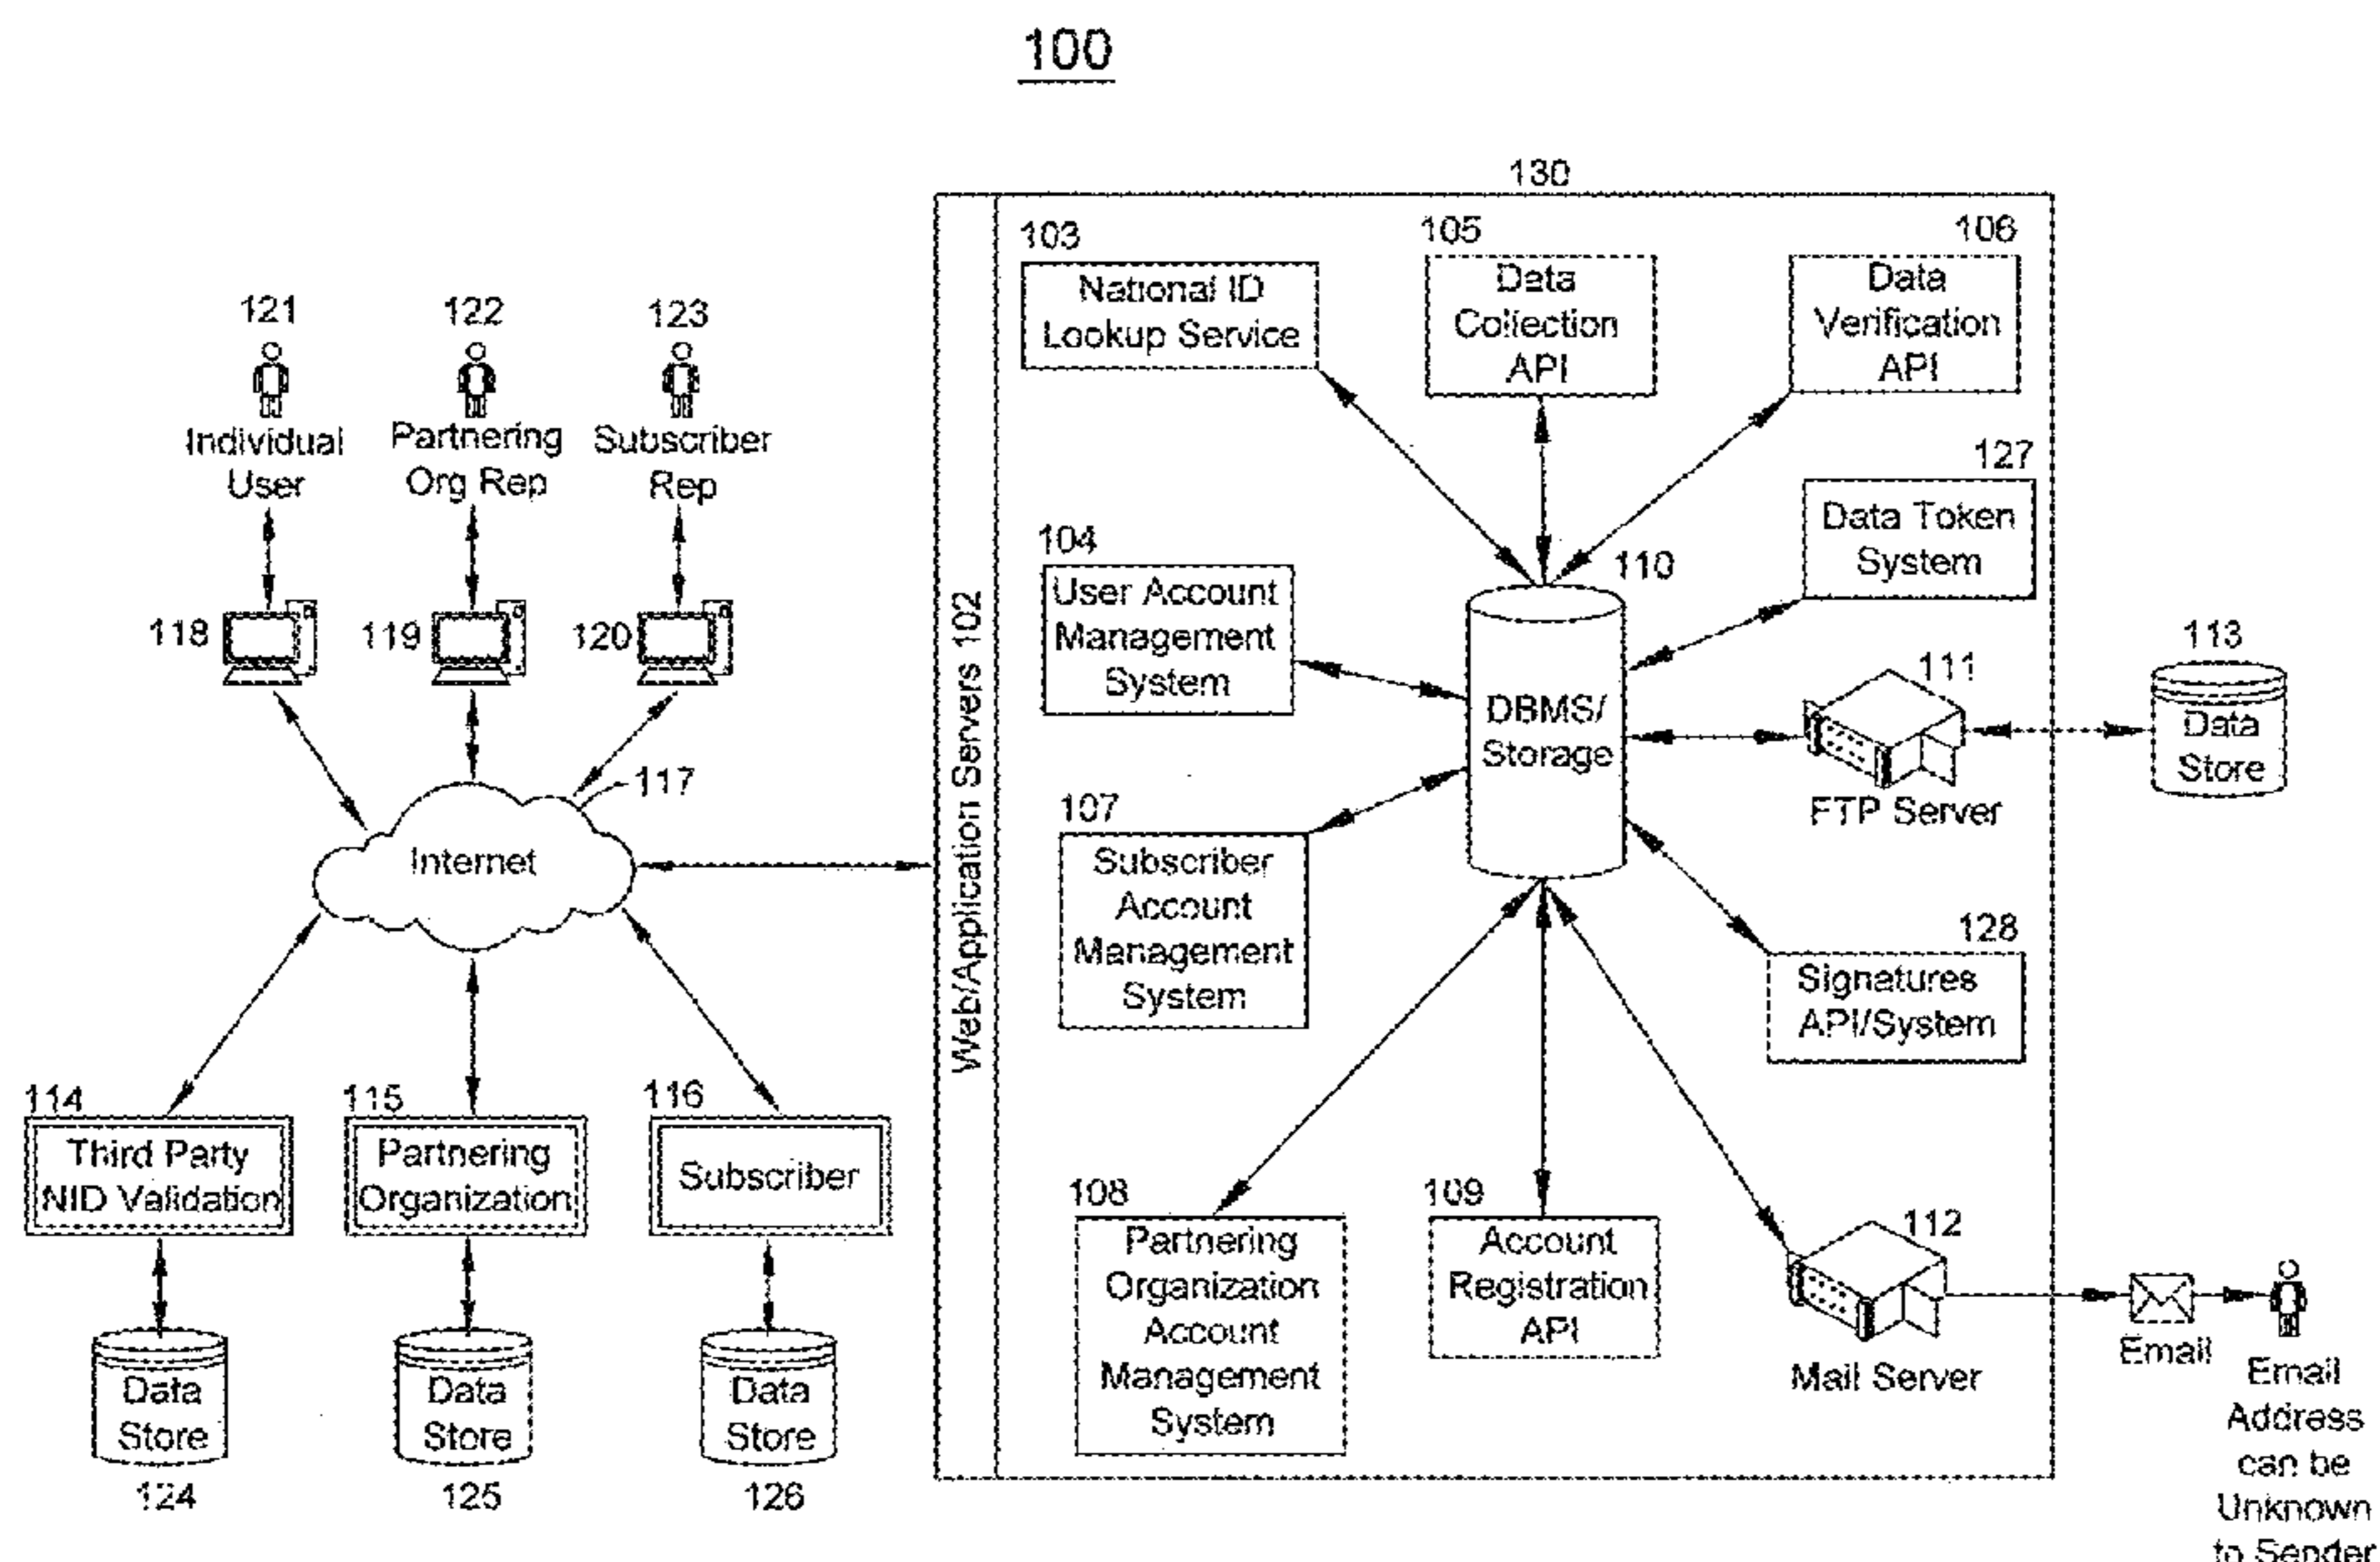 100
130
103
National ID
Lookup Service
105
Data
Collection
API
106
Data
Verification
API
121
Individual
User
122
Partnering
Org Rep
123
Subscriber
Rep
127
Data Token
System
104
User Account
Management
System
110
DBMS/
Storage
118
119
120
111
FTP Server
113
Data
Store
117
Internet
Web/Application Servers 102
107
Subscriber
Account
Management
System
128
Signatures
API/System
114
Third Party
NID Validation
115
Partnering
Organization
116
Subscriber
108
Partnering
Organization
Account
Management
System
109
Account
Registration
API
112
Mail Server
Email
Email
Address
can be
Unknown
to Sender
Data
Store
124
Data
Store
125
Data
Store
126